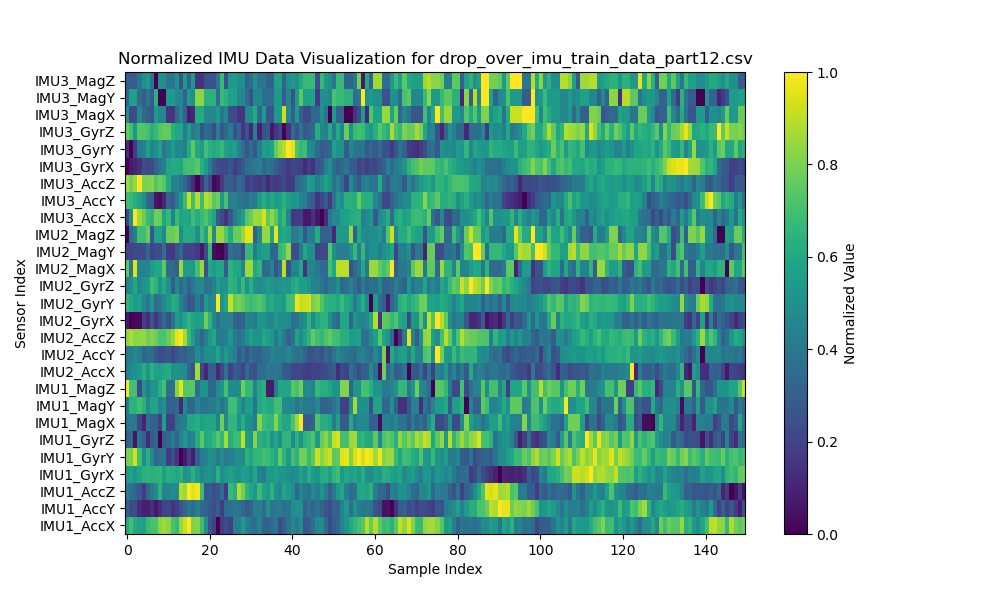 Normalized IMU Data Visualization for drop_over_imu_train_data_part12.csv
IMU3_MagZ
IMU3_MagY
IMU3_MagX
IMU3_GyrZ
IMU3_GyrY
IMU3_GyrX
IMU3_AccZ
IMU3_AccY
IMU3_AccX
IMU2_MagZ
IMU2_MagY
IMU2_MagX
IMU2_GyrZ
IMU2_GyrY
IMU2_GyrX
IMU2_AccZ
IMU2_AccY
IMU2_AccX
IMU1_MagZ
IMU1_MagY
IMU1_MagX
IMU1_GyrZ
IMU1_GyrY
IMU1_GyrX
IMU1_AccZ
IMU1_AccY
IMU1_AccX
Sensor Index
0 20 40 60 80 100 120 140
Sample Index
1.0
0.8
0.6
0.4
0.2
0.0
Normalized Value